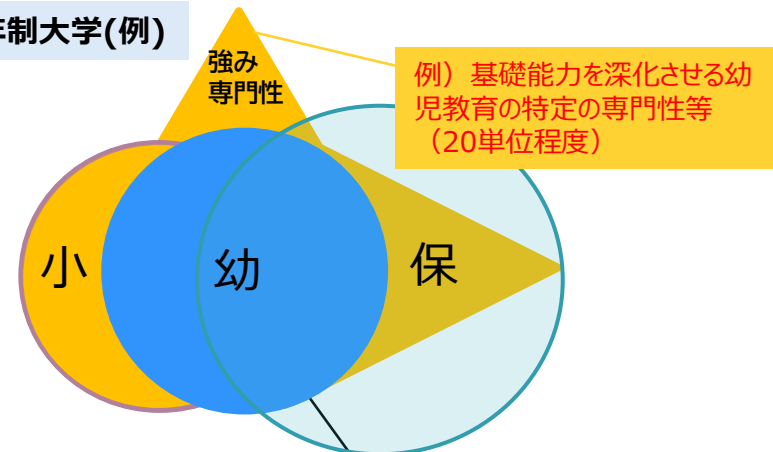 制大学(例)
強み
専門性
例）基礎能力を深化させる幼
児教育の特定の専門性等
（20単位程度）
小
幼
保